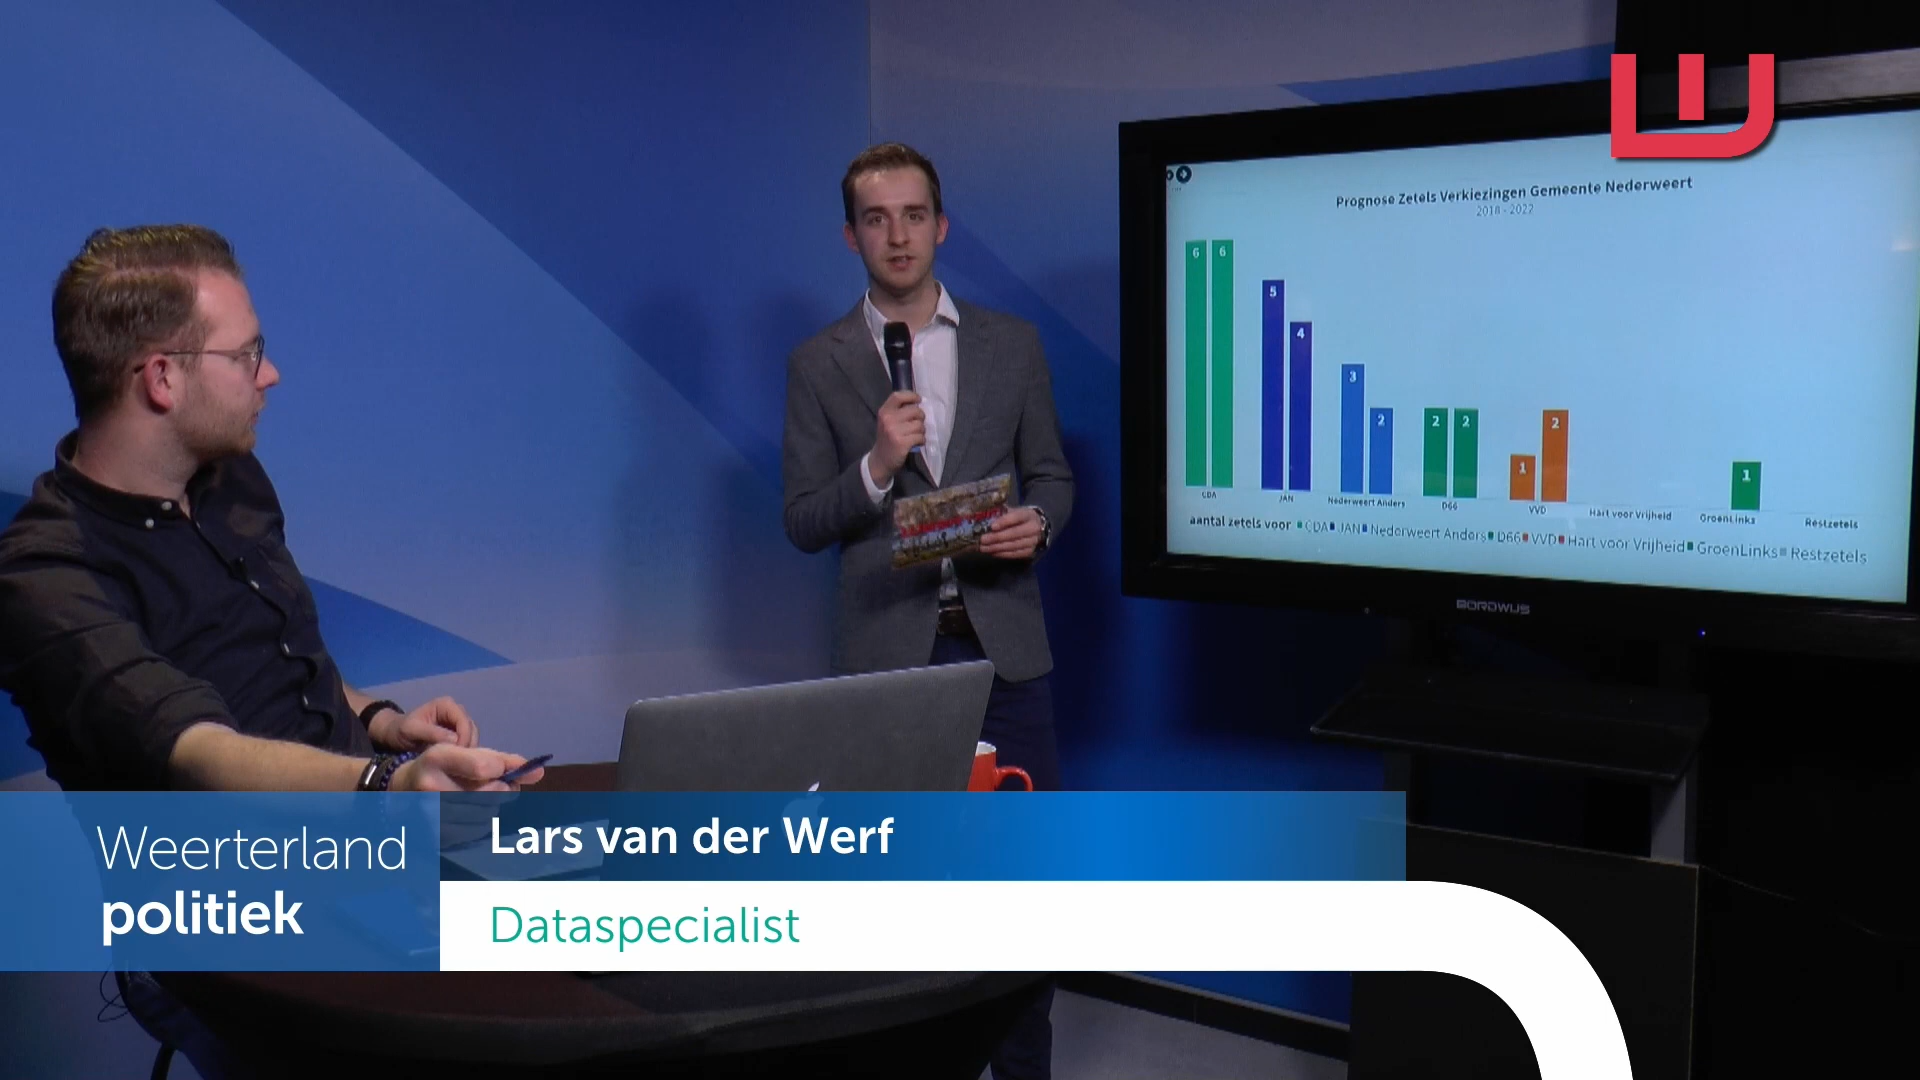 Prognose Zetels Verkiezingen Gemeente Nederweert
2018 - 2022
6 6
5 4
3 2
2 2
1 2
1
CDA JAN Nederweert Anders D66 VVD Hart voor Vrijheid GroenLinks Restzetels
aantal zetels voor CDA JAN Nederweert Anders D66 VVD Hart voor Vrijheid GroenLinks Restzetels
BORDWIJS
Weerterland
politiek
Lars van der Werf
Dataspecialist